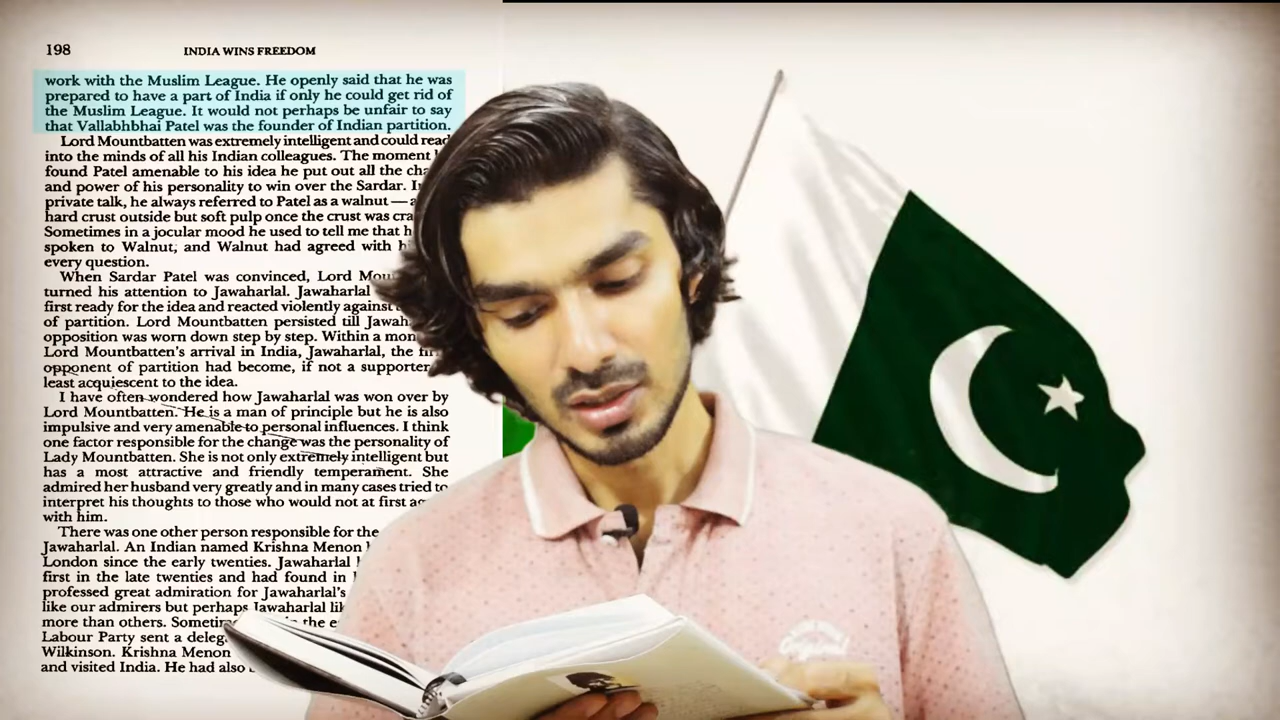 198 INDIA WINS FREEDOM
work with the Muslim League. He openly said that he was
prepared to have a part of India if only he could get rid of
the Muslim League. It would not perhaps be unfair to say
that Vallabhbhai Patel was the founder of Indian partition.
Lord Mountbatten was extremely intelligent and could read
into the minds of all his Indian colleagues. The moment
found Patel amenable to his idea he put out all the
and power of his personality to win over the Sardar.
private talk, he always referred to Patel as a walnut — a
hard crust outside but soft pulp once the crust was
Sometimes in a jocular mood he used to tell me that
spoken to Walnut, and Walnut had agreed with
every question.
When Sardar Patel was convinced, Lord
turned his attention to Jawaharlal. Jawaharlal
first ready for the idea and reacted violently against
of partition. Lord Mountbatten persisted till
opposition was worn down step by step. Within a
Lord Mountbatten's arrival in India, Jawaharlal, the
opponent of partition had become, if not a supporter
least acquiescent to the idea.
I have often wondered how Jawaharlal was won over by
Lord Mountbatten. He is a man of principle but he is also
impulsive and very amenable to personal influences. I think
one factor responsible for the change was the personality of
Lady Mountbatten. She is not only extremely intelligent but
has a most attractive and friendly temperament. She
admired her husband very greatly and in many cases tried to
interpret his thoughts to those who would not at first
with him.
There was one other person responsible for the
Jawaharlal. An Indian named Krishna Menon
London since the early twenties. Jawaharlal
first in the late twenties and had found in
professed great admiration for Jawaharlal's
like our admirers but perhaps Jawaharlal
more than others. in the
Labour Party sent a
Wilkinson. Krishna Menon
and visited India. He had also
Original